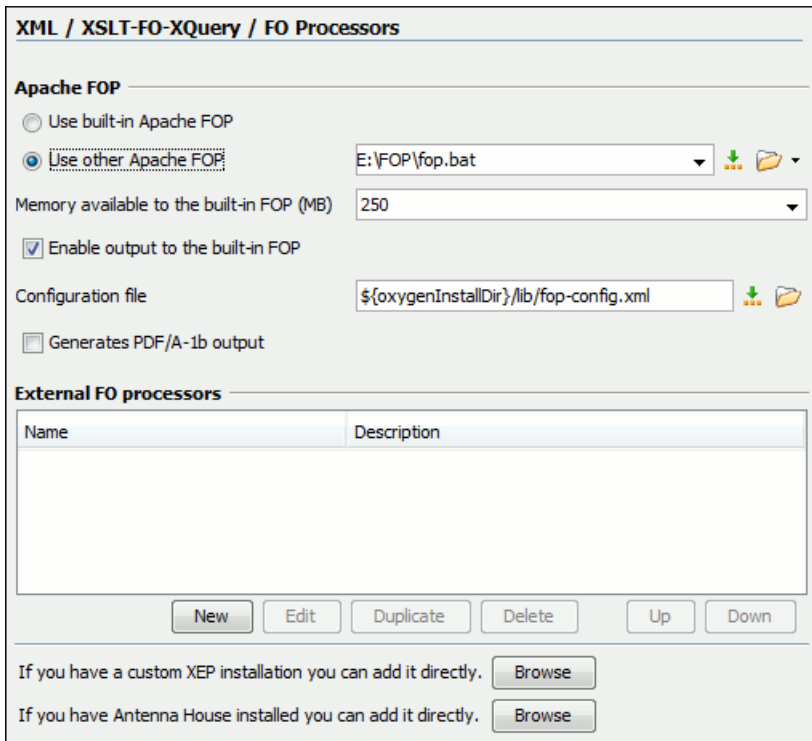 XML / XSLT-FO-XQuery / FO Processors
Apache FOP
Use built-in Apache FOP
Use other Apache FOP E:\FOP\fop.bat
Memory available to the built-in FOP (MB) 250
Enable output to the built-in FOP
Configuration file ${oxygenInstallDir}/lib/fop-config.xml
Generates PDF/A-1b output
External FO processors
Name Description
New Edit Duplicate Delete Up Down
If you have a custom XEP installation you can add it directly. Browse
If you have Antenna House installed you can add it directly. Browse